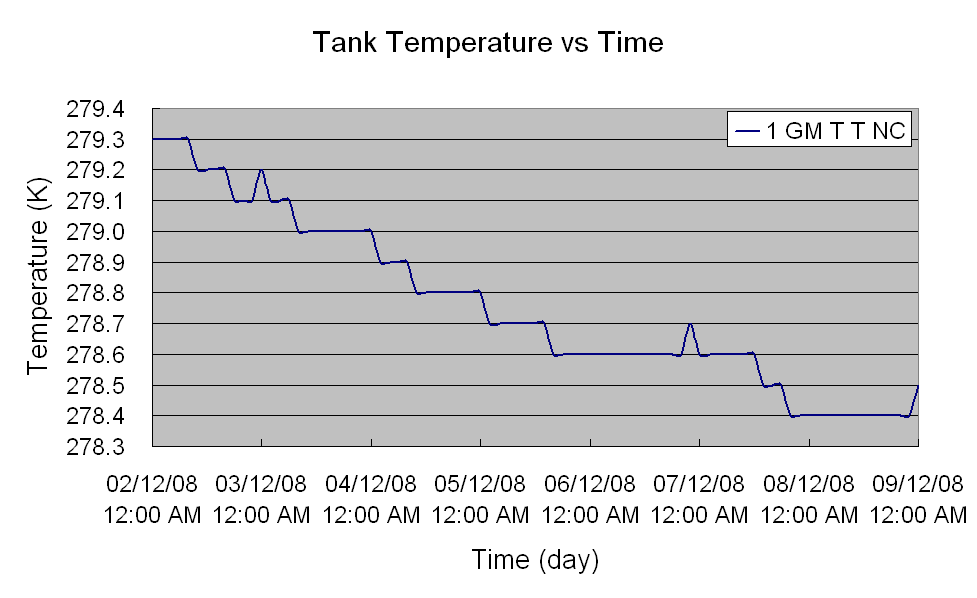 Tank Temperature vs Time
1 GM T T NC
Temperature (K)
279.4
279.3
279.2
279.1
279.0
278.9
278.8
278.7
278.6
278.5
278.4
278.3
02/12/08 03/12/08 04/12/08 05/12/08 06/12/08 07/12/08 08/12/08 09/12/08
12:00 AM 12:00 AM 12:00 AM 12:00 AM 12:00 AM 12:00 AM 12:00 AM 12:00 AM
Time (day)